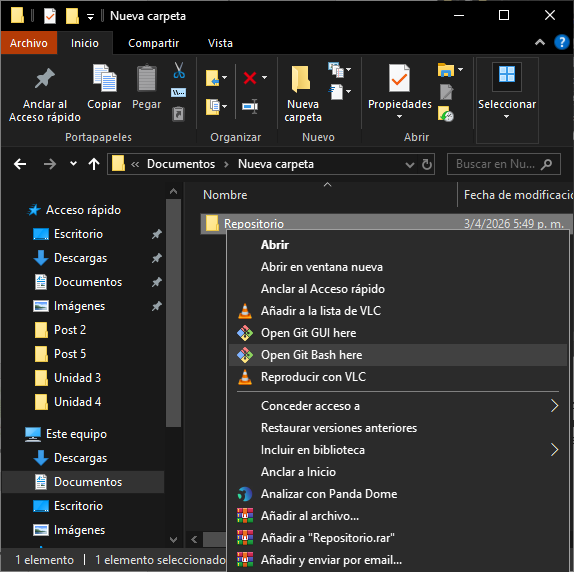 Nueva carpeta
Archivo Inicio Compartir Vista
Anclar al Acceso rápido
Copiar
Pegar
Portapapeles
Organizar
Nueva carpeta
Nuevo
Propiedades
Abrir
Seleccionar
« Documentos › Nueva carpeta
Buscar en Nu...
Nombre
Fecha de modificació
Acceso rápido
Escritorio
Descargas
Documentos
Imágenes
Post 2
Post 5
Unidad 3
Unidad 4
Este equipo
Descargas
Documentos
Escritorio
Imágenes
Repositorio
3/4/2026 5:49 p. m.
Abrir
Abrir en ventana nueva
Anclar al Acceso rápido
Añadir a la lista de VLC
Open Git GUI here
Open Git Bash here
Reproducir con VLC
Conceder acceso a
Restaurar versiones anteriores
Incluir en biblioteca
Anclar a Inicio
Analizar con Panda Dome
Añadir al archivo...
Añadir a "Repositorio.rar"
Añadir y enviar por email...
1 elemento
1 elemento seleccionado